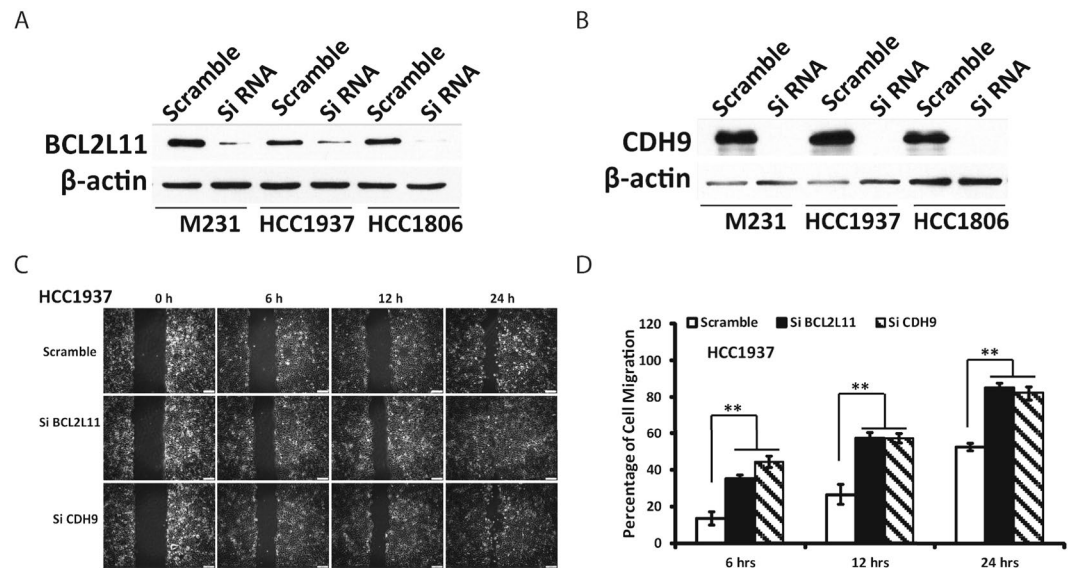 A
Scramble
Si RNA
Scramble
Si RNA
Scramble
Si RNA
BCL2L11
β-actin
M231 HCC1937 HCC1806
B
Scramble
Si RNA
Scramble
Si RNA
Scramble
Si RNA
CDH9
β-actin
M231 HCC1937 HCC1806
C
HCC1937 0 h 6 h 12 h 24 h
Scramble
Si BCL2L11
Si CDH9
D
Scramble Si BCL2L11 Si CDH9
HCC1937
Percentage of Cell Migration
120
100
80
60
40
20
0
**
**
**
6 hrs 12 hrs 24 hrs